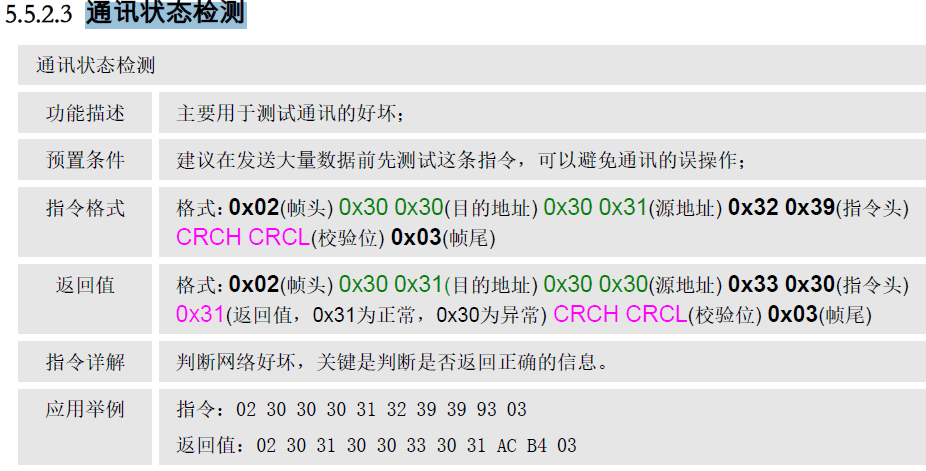 5.5.2.3 通讯状态检测
通讯状态检测
功能描述 主要用于测试通讯的好坏；
预置条件 建议在发送大量数据前先测试这条指令，可以避免通讯的误操作；
指令格式 格式：0x02(帧头) 0x30 0x30(目的地址) 0x30 0x31(源地址) 0x32 0x39(指令头)
CRCH CRCL(校验位) 0x03(帧尾)
返回值 格式：0x02(帧头) 0x30 0x31(目的地址) 0x30 0x30(源地址) 0x33 0x30(指令头)
0x31(返回值，0x31为正常，0x30为异常) CRCH CRCL(校验位) 0x03(帧尾)
指令详解 判断网络好坏，关键是判断是否返回正确的信息。
应用举例 指令：02 30 30 30 31 32 39 39 93 03
返回值：02 30 31 30 30 33 30 31 AC B4 03